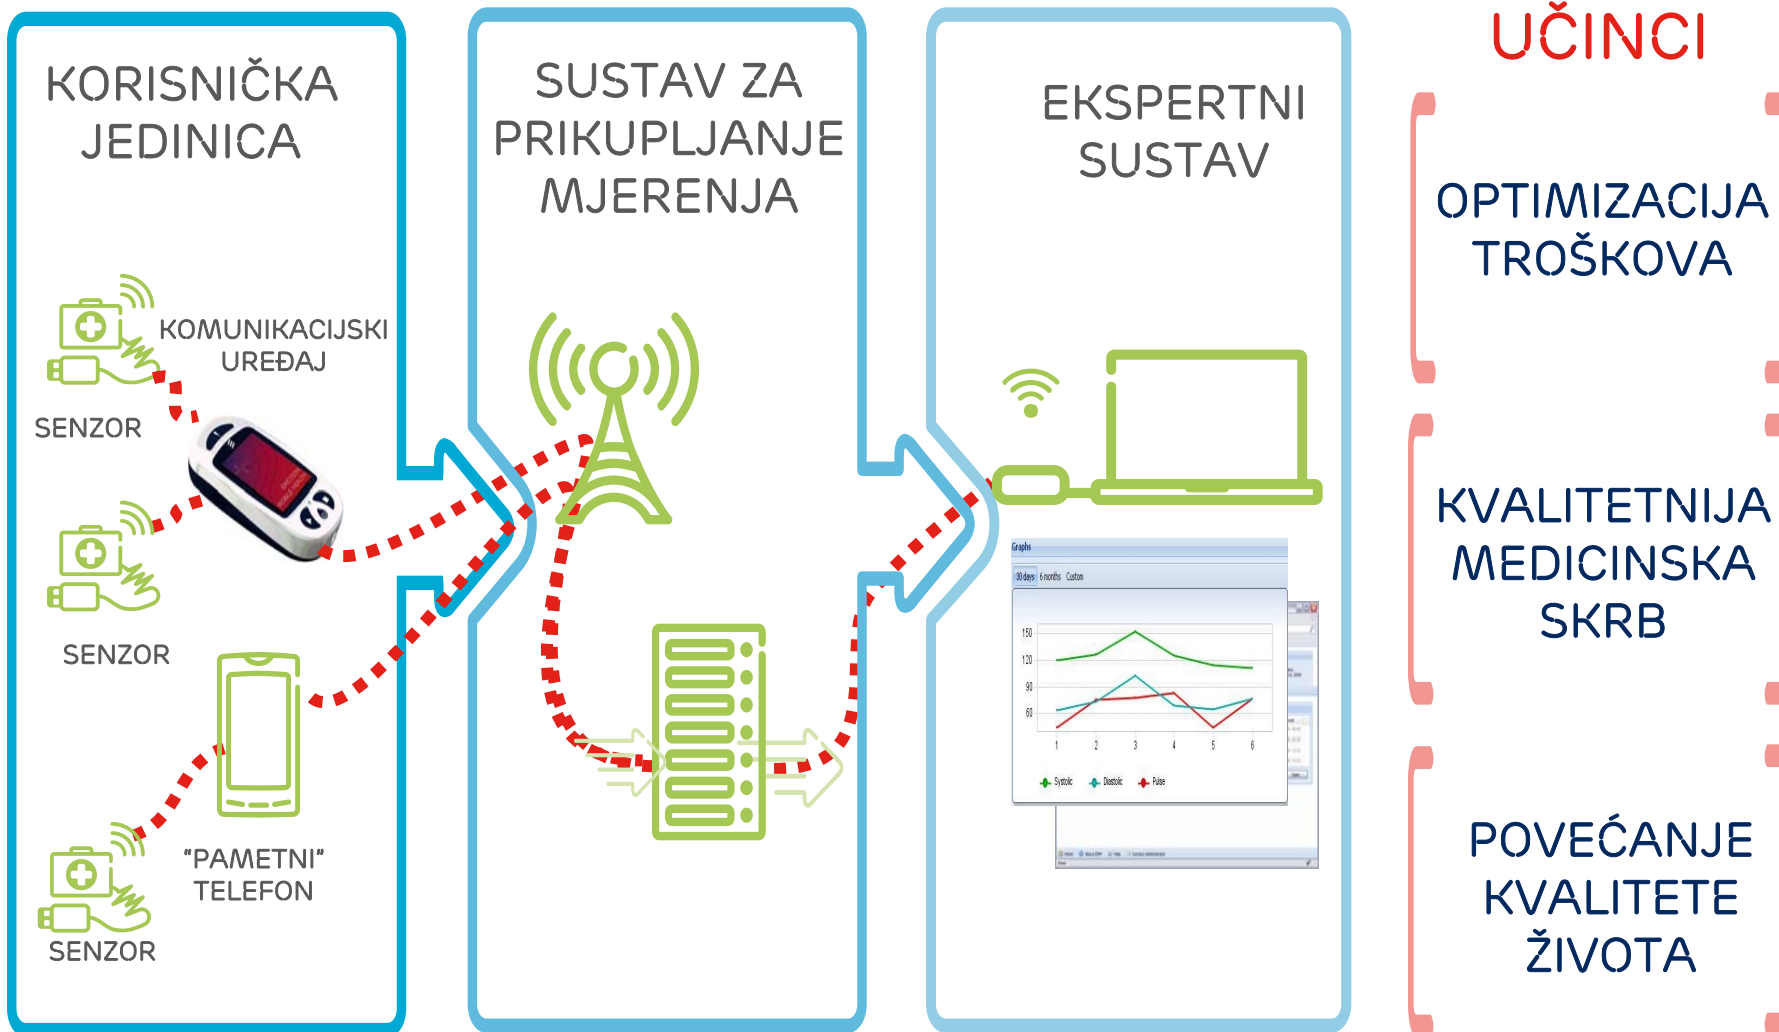 KORISNIČKA
JEDINICA
KOMUNIKACIJSKI
UREĐAJ
SENZOR
SENZOR
"PAMETNI"
TELEFON
SENZOR
SUSTAV ZA
PRIKUPLJANJE
MJERENJA
EKSPERTNI
SUSTAV
Graphs
30 days 6 months Custom
150
120
90
60
1 2 3 4 5 6
Systolic Diastolic Pulse
UČINCI
OPTIMIZACIJA
TROŠKOVA
KVALITETNIJA
MEDICINSKA
SKRB
POVEĆANJE
KVALITETE
ŽIVOTA